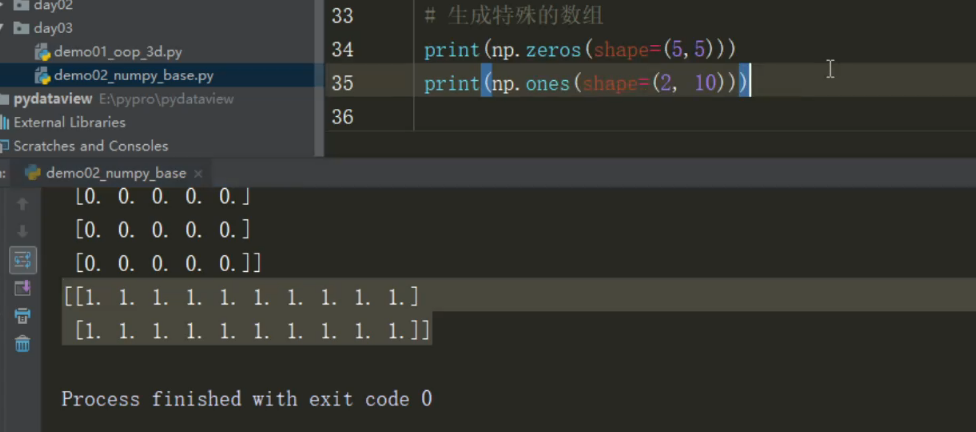 day02
day03
demo01_oop_3d.py
demo02_numpy_base.py
pydataview E:\pypro\pydataview
External Libraries
Scratches and Consoles
33 # 生成特殊的数组
34 print(np.zeros(shape=(5,5)))
35 print(np.ones(shape=(2, 10)))
36
demo02_numpy_base ×
[0. 0. 0. 0. 0.]
[0. 0. 0. 0. 0.]
[0. 0. 0. 0. 0.]]
[[1. 1. 1. 1. 1. 1. 1. 1. 1. 1.]
[1. 1. 1. 1. 1. 1. 1. 1. 1. 1.]]
Process finished with exit code 0